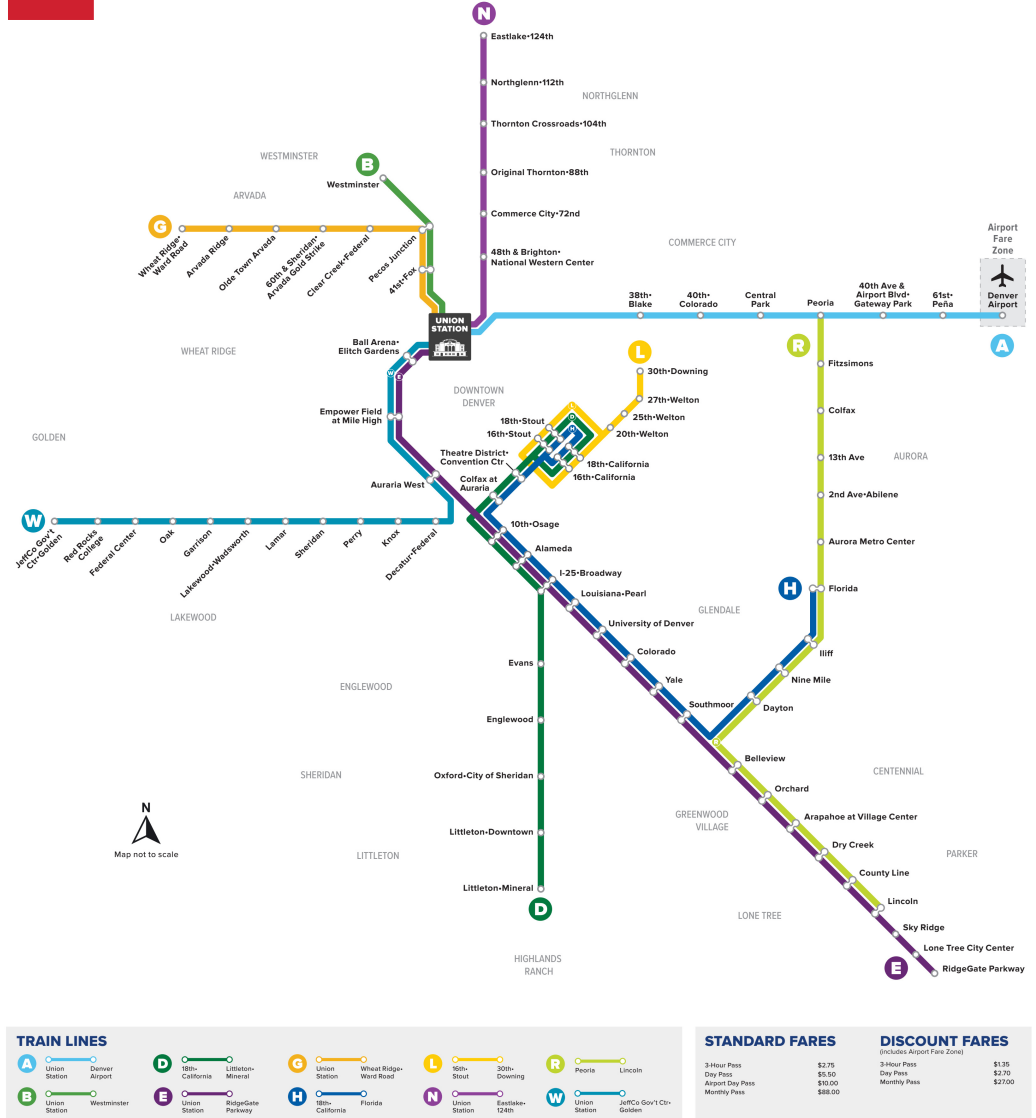 N
Eastlake•124th
Northglenn•112th
NORTHGLENN
Thornton Crossroads•104th
WESTMINSTER
THORNTON
B
Westminster
Original Thornton•88th
ARVADA
Commerce City•72nd
G
Wheat Ridge•
Ward Road
Arvada Ridge
Olde Town Arvada
60th & Sheridan•
Arvada Gold Strike
Clear Creek•Federal
Pecos Junction
41st•Fox
48th & Brighton•
National Western Center
COMMERCE CITY
Airport
Fare
Zone
38th•
Blake
40th•
Colorado
Central
Park
Peoria
40th Ave &
Airport Blvd•
Gateway Park
61st•
Peña
Denver
Airport
UNION
STATION
A
R
Ball Arena•
Elitch Gardens
WHEAT RIDGE
L
30th•Downing
Fitzsimons
W
E
DOWNTOWN
DENVER
27th•Welton
25th•Welton
20th•Welton
Colfax
Empower Field
at Mile High
18th•Stout
16th•Stout
L
D
H
GOLDEN
Theatre District•
Convention Ctr
18th•California
16th•California
13th Ave
AURORA
Auraria West
Colfax at
Auraria
2nd Ave•Abilene
W
JeffCo Gov't
Ctr•Golden
Red Rocks
College
Federal Center
Oak
Garrison
Lakewood•Wadsworth
Lamar
Sheridan
Perry
Knox
Decatur•Federal
10th•Osage
Alameda
Aurora Metro Center
I-25•Broadway
Louisiana•Pearl
H
Florida
LAKEWOOD
GLENDALE
University of Denver
Iliff
Evans
Colorado
Nine Mile
ENGLEWOOD
Yale
Southmoor
Dayton
Englewood
R
Belleview
SHERIDAN
Oxford•City of Sheridan
CENTENNIAL
Orchard
N
GREENWOOD
VILLAGE
Arapahoe at Village Center
Littleton•Downtown
Map not to scale
LITTLETON
Dry Creek
PARKER
County Line
Littleton•Mineral
Lincoln
D
LONE TREE
Sky Ridge
Lone Tree City Center
HIGHLANDS
RANCH
E
RidgeGate Parkway
TRAIN LINES
A
Union
Station
Denver
Airport
D
18th•
California
Littleton•
Mineral
G
Union
Station
Wheat Ridge•
Ward Road
L
16th•
Stout
30th•
Downing
R
Peoria
Lincoln
B
Union
Station
Westminster
E
Union
Station
RidgeGate
Parkway
H
18th•
California
Florida
N
Union
Station
Eastlake•
124th
W
Union
Station
JeffCo Gov't Ctr•
Golden
STANDARD FARES
3-Hour Pass $2.75
Day Pass $5.50
Airport Day Pass $10.00
Monthly Pass $88.00
DISCOUNT FARES
(includes Airport Fare Zone)
3-Hour Pass $1.35
Day Pass $2.70
Monthly Pass $27.00